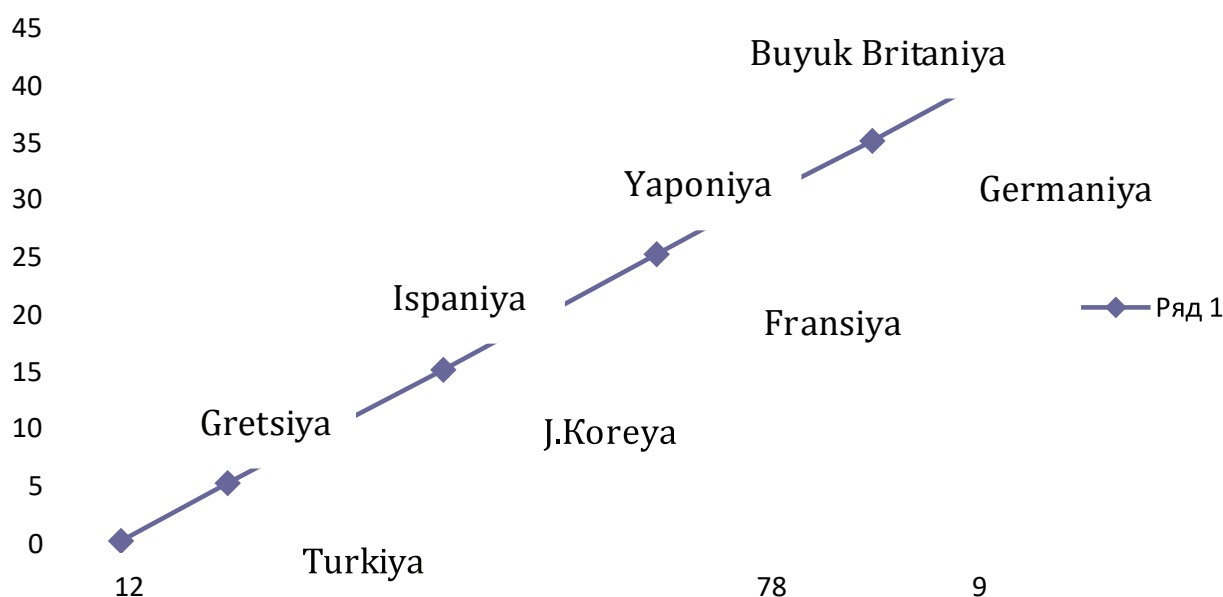 45
Buyuk Britaniya
40
35
Yaponiya
Germaniya
30
25
Ispaniya
20
Fransiya
Ряд 1
15
Gretsiya
J.Koreya
10
5
0
Turkiya
12
78
9